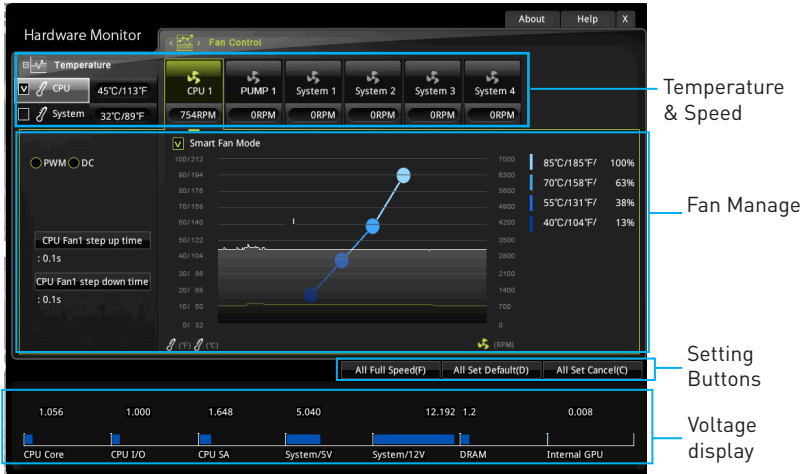 About Help X
Hardware Monitor
Fan Control
Temperature
CPU 45°C/113°F
System 32°C/89°F
CPU 1 PUMP 1 System 1 System 2 System 3 System 4
754RPM 0RPM 0RPM 0RPM 0RPM 0RPM
Temperature
& Speed
Smart Fan Mode
PWM DC
100/212 7000
90/194 6300
80/176 5600
70/158 4900
60/140 4200
50/122 3500
40/104 2800
30/ 86 2100
20/ 68 1400
10/ 50 700
0/ 32 0
85°C/185°F/ 100%
70°C/158°F/ 63%
55°C/131°F/ 38%
40°C/104°F/ 13%
CPU Fan1 step up time
: 0.1s
CPU Fan1 step down time
: 0.1s
(°F) (°C) (RPM)
Fan Manage
All Full Speed(F) All Set Default(D) All Set Cancel(C)
Setting
Buttons
1.056 1.000 1.648 5.040 12.192 1.2 0.008
CPU Core CPU I/O CPU SA System/5V System/12V DRAM Internal GPU
Voltage
display